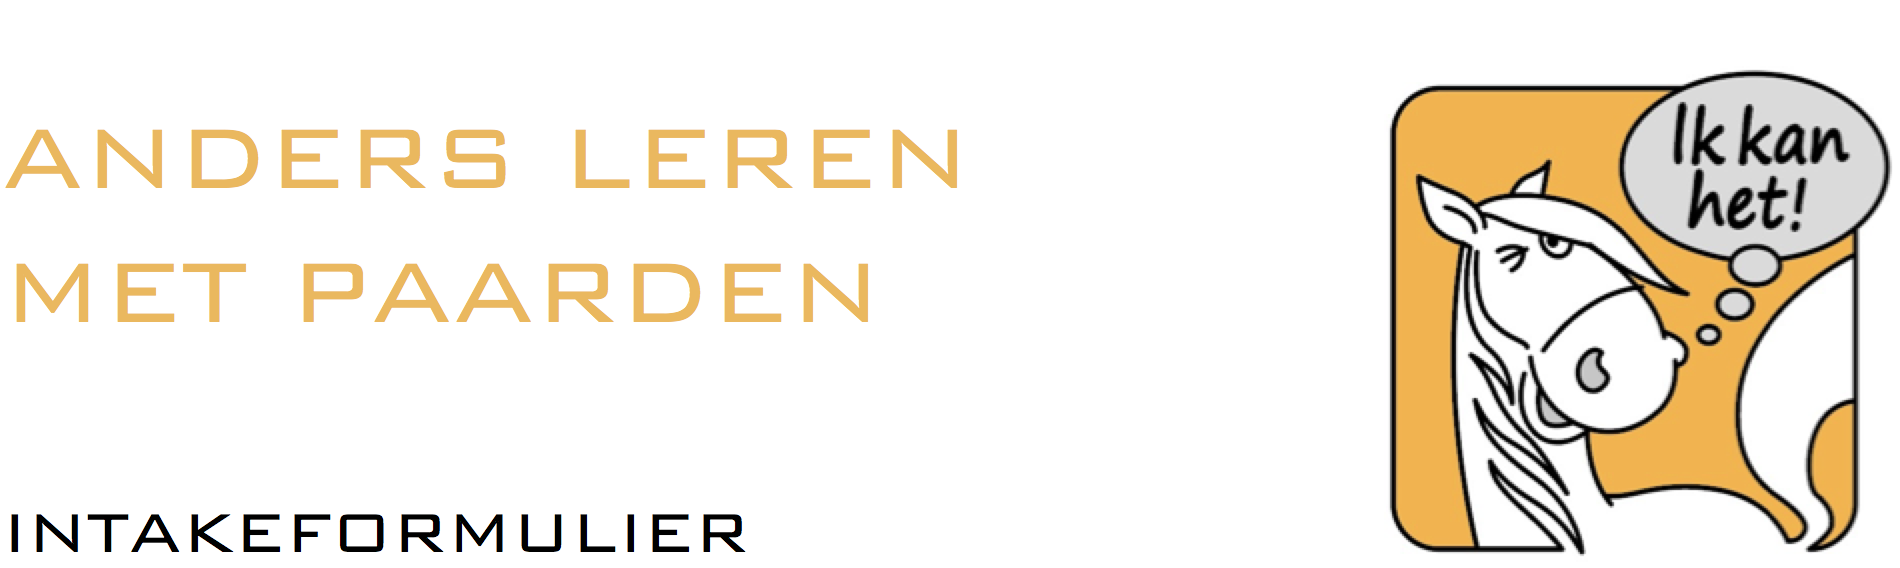 ANDERS LEREN
MET PAARDEN
INTAKEFORMULIER
Ik kan
het!